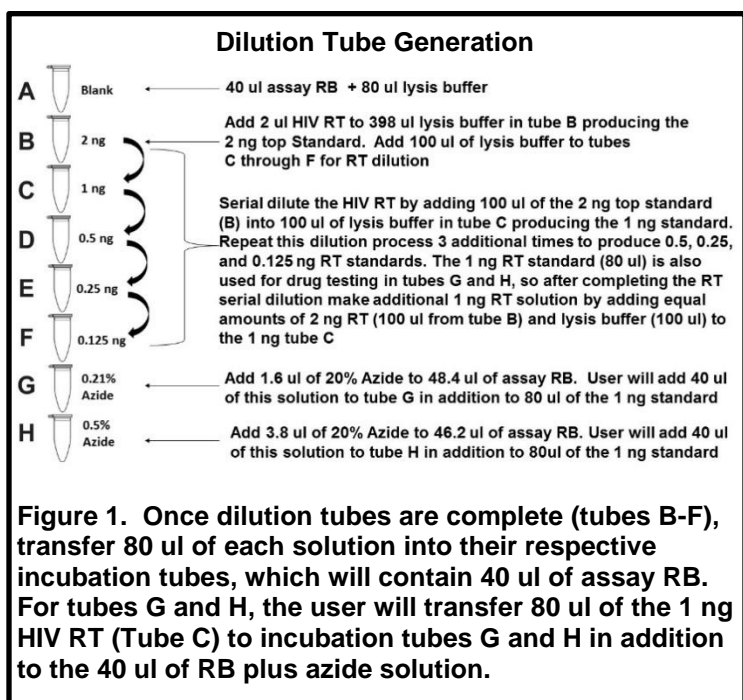 Dilution Tube Generation
A Blank 40 ul assay RB + 80 ul lysis buffer
B 2 ng Add 2 ul HIV RT to 398 ul lysis buffer in tube B producing the
2 ng top Standard. Add 100 ul of lysis buffer to tubes
C through F for RT dilution
C 1 ng
D 0.5 ng
E 0.25 ng
F 0.125 ng
Serial dilute the HIV RT by adding 100 ul of the 2 ng top standard
(B) into 100 ul of lysis buffer in tube C producing the 1 ng standard.
Repeat this dilution process 3 additional times to produce 0.5, 0.25,
and 0.125 ng RT standards. The 1 ng RT standard (80 ul) is also
used for drug testing in tubes G and H, so after completing the RT
serial dilution make additional 1 ng RT solution by adding equal
amounts of 2 ng RT (100 ul from tube B) and lysis buffer (100 ul) to
the 1 ng tube C
G 0.21%
Azide
Add 1.6 ul of 20% Azide to 48.4 ul of assay RB. User will add 40 ul
of this solution to tube G in addition to 80 ul of the 1 ng standard
H 0.5%
Azide
Add 3.8 ul of 20% Azide to 46.2 ul of assay RB. User will add 40 ul
of this solution to tube H in addition to 80ul of the 1 ng standard
Figure 1. Once dilution tubes are complete (tubes B-F),
transfer 80 ul of each solution into their respective
incubation tubes, which will contain 40 ul of assay RB.
For tubes G and H, the user will transfer 80 ul of the 1 ng
HIV RT (Tube C) to incubation tubes G and H in addition
to the 40 ul of RB plus azide solution.